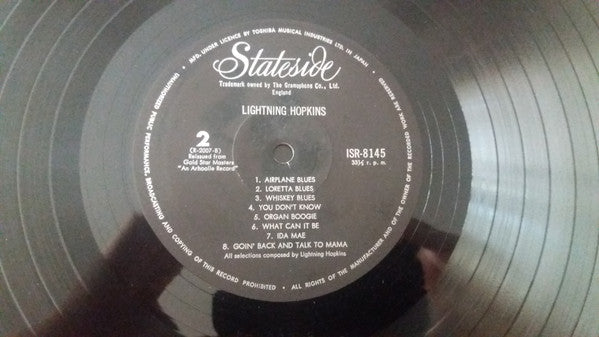 • MFD. UNDER LICENCE BY TOSHIBA MUSICAL INDUSTRIES LTD. IN JAPAN •
Stateside
Trademark owned by The Gramophone Co., Ltd.
England
LIGHTNING HOPKINS
2
(R-2007-B)
Reissued from
Gold Star Masters
"An Arhoolie Record"
ISR-8145
33⅓ r. p. m.
1. AIRPLANE BLUES
2. LORETTA BLUES
3. WHISKEY BLUES
4. YOU DON'T KNOW
5. ORGAN BOOGIE
6. WHAT CAN IT BE
7. IDA MAE
8. GOIN' BACK AND TALK TO MAMA
All selections composed by Lightning Hopkins
UNAUTHORISED PUBLIC PERFORMANCE, BROADCASTING AND COPYING OF THIS RECORD PROHIBITED • ALL RIGHTS OF THE MANUFACTURER AND OF THE OWNER OF THE RECORDED WORK ARE RESERVED